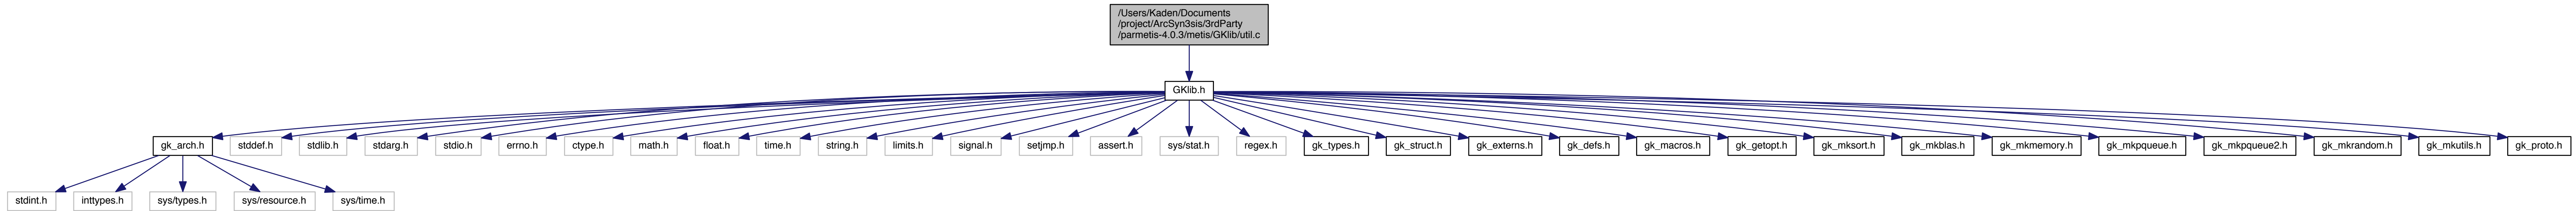 /Users/Kaden/Documents
/project/ArcSyn3sis/3rdParty
/parmetis-4.0.3/metis/GKlib/util.c
GKlib.h
gk_arch.h
stddef.h
stdlib.h
stdarg.h
stdio.h
errno.h
ctype.h
math.h
float.h
time.h
string.h
limits.h
signal.h
setjmp.h
assert.h
sys/stat.h
regex.h
gk_types.h
gk_struct.h
gk_externs.h
gk_defs.h
gk_macros.h
gk_getopt.h
gk_mksort.h
gk_mkblas.h
gk_mkmemory.h
gk_mkpqueue.h
gk_mkpqueue2.h
gk_mkrandom.h
gk_mkutils.h
gk_proto.h
stdint.h
inttypes.h
sys/types.h
sys/resource.h
sys/time.h